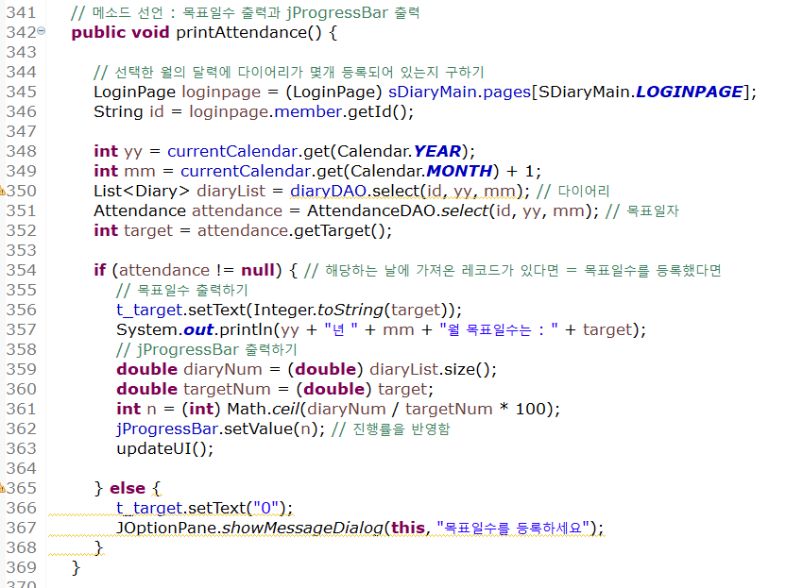 341 // 메소드 선언 : 목표일수 출력과 jProgressBar 출력
342 public void printAttendance() {
343
344 // 선택한 월의 달력에 다이어리가 몇개 등록되어 있는지 구하기
345 LoginPage loginpage = (LoginPage) sDiaryMain.pages[SDiaryMain.LOGINPAGE];
346 String id = loginpage.member.getId();
347
348 int yy = currentCalendar.get(Calendar.YEAR);
349 int mm = currentCalendar.get(Calendar.MONTH) + 1;
350 List<Diary> diaryList = diaryDAO.select(id, yy, mm); // 다이어리
351 Attendance attendance = AttendanceDAO.select(id, yy, mm); // 목표일자
352 int target = attendance.getTarget();
353
354 if (attendance != null) { // 해당하는 날에 가져온 레코드가 있다면 = 목표일수를 등록했다면
355 // 목표일수 출력하기
356 t_target.setText(Integer.toString(target));
357 System.out.println(yy + "년 " + mm + "월 목표일수는 : " + target);
358 // jProgressBar 출력하기
359 double diaryNum = (double) diaryList.size();
360 double targetNum = (double) target;
361 int n = (int) Math.ceil(diaryNum / targetNum * 100);
362 jProgressBar.setValue(n); // 진행률을 반영함
363 updateUI();
364
365 } else {
366 t_target.setText("0");
367 JOptionPane.showMessageDialog(this, "목표일수를 등록하세요");
368 }
369 }
370